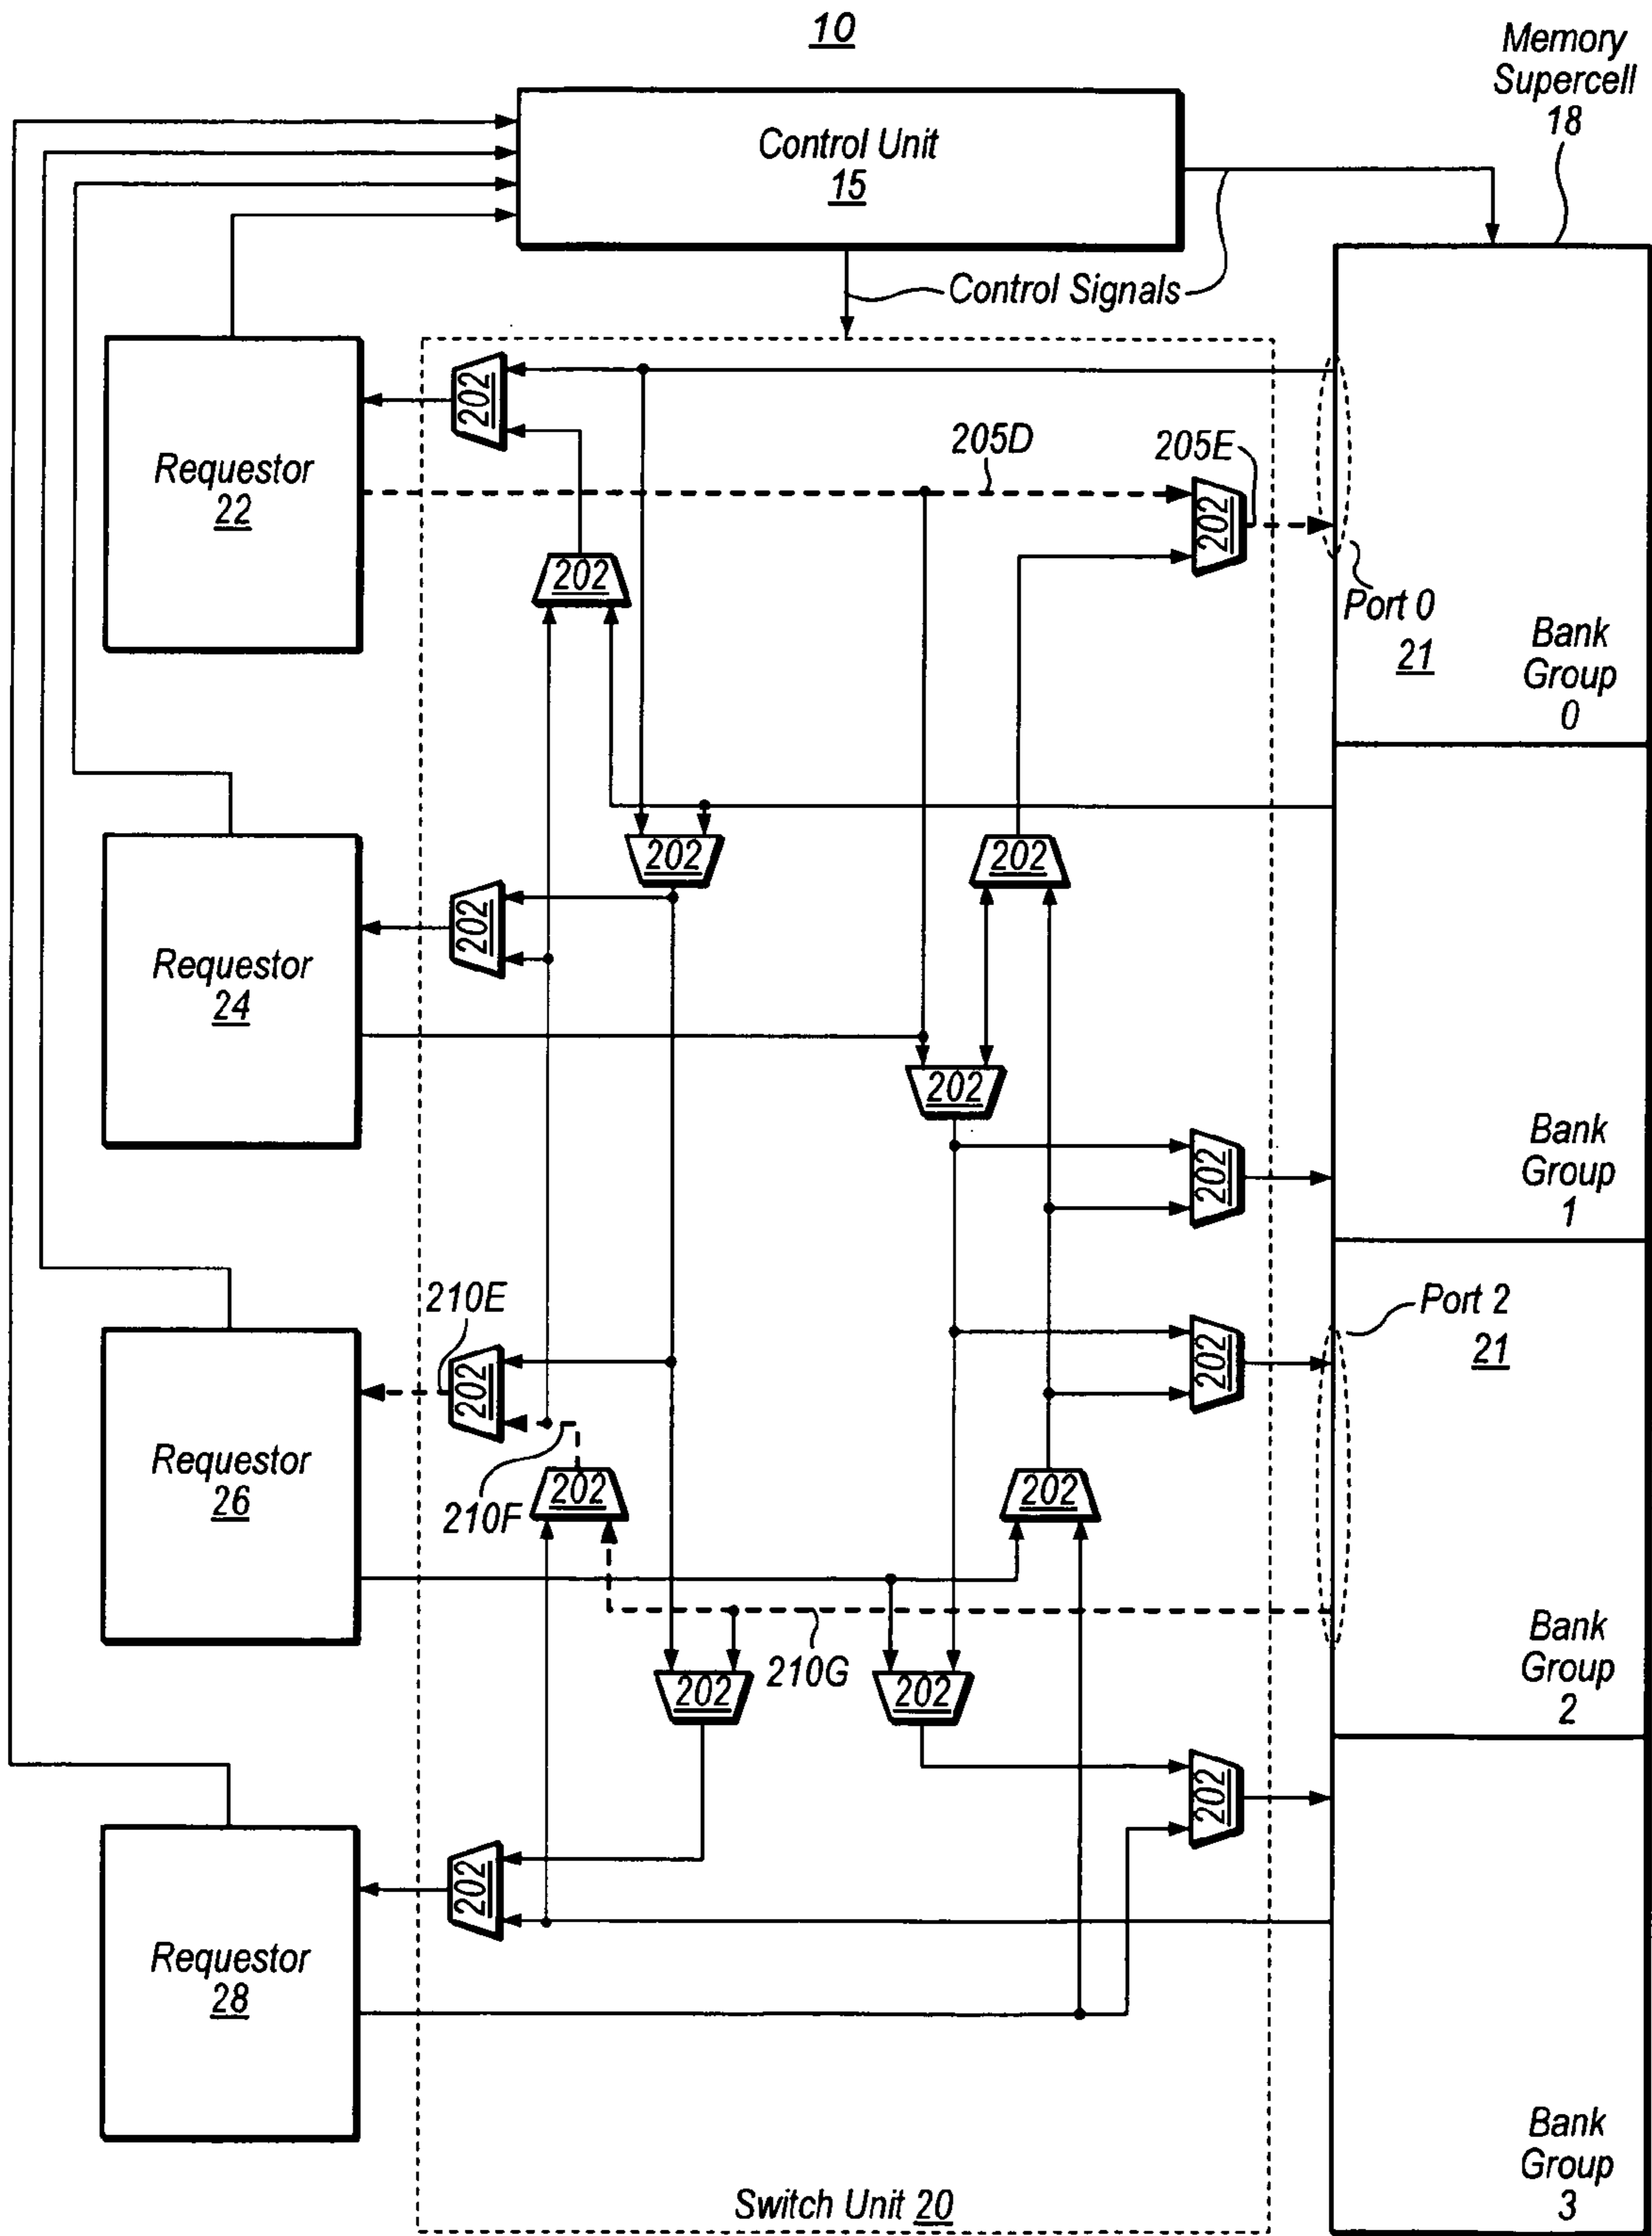 10
Memory
Supercell
18
Control Unit
15
Control Signals
Requestor
22
202
205D
205E
202
202
Port 0
21
Bank
Group
0
202
202
202
Requestor
24
202
202
Bank
Group
1
210E
Port 2
21
202
202
Requestor
26
210F
202
202
210G
202
202
Bank
Group
2
202
202
Requestor
28
Bank
Group
3
Switch Unit 20